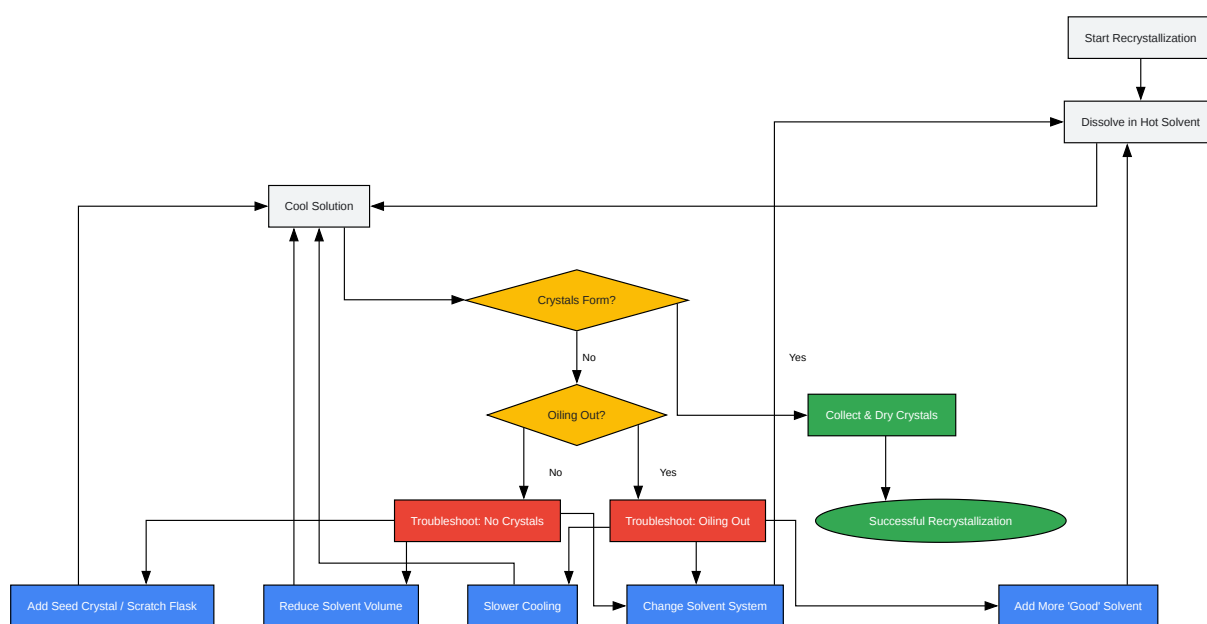 Start Recrystallization
Dissolve in Hot Solvent
Cool Solution
Crystals Form?
No
Yes
Oiling Out?
Collect & Dry Crystals
No
Yes
Troubleshoot: No Crystals
Troubleshoot: Oiling Out
Successful Recrystallization
Add Seed Crystal / Scratch Flask
Reduce Solvent Volume
Slower Cooling
Change Solvent System
Add More 'Good' Solvent